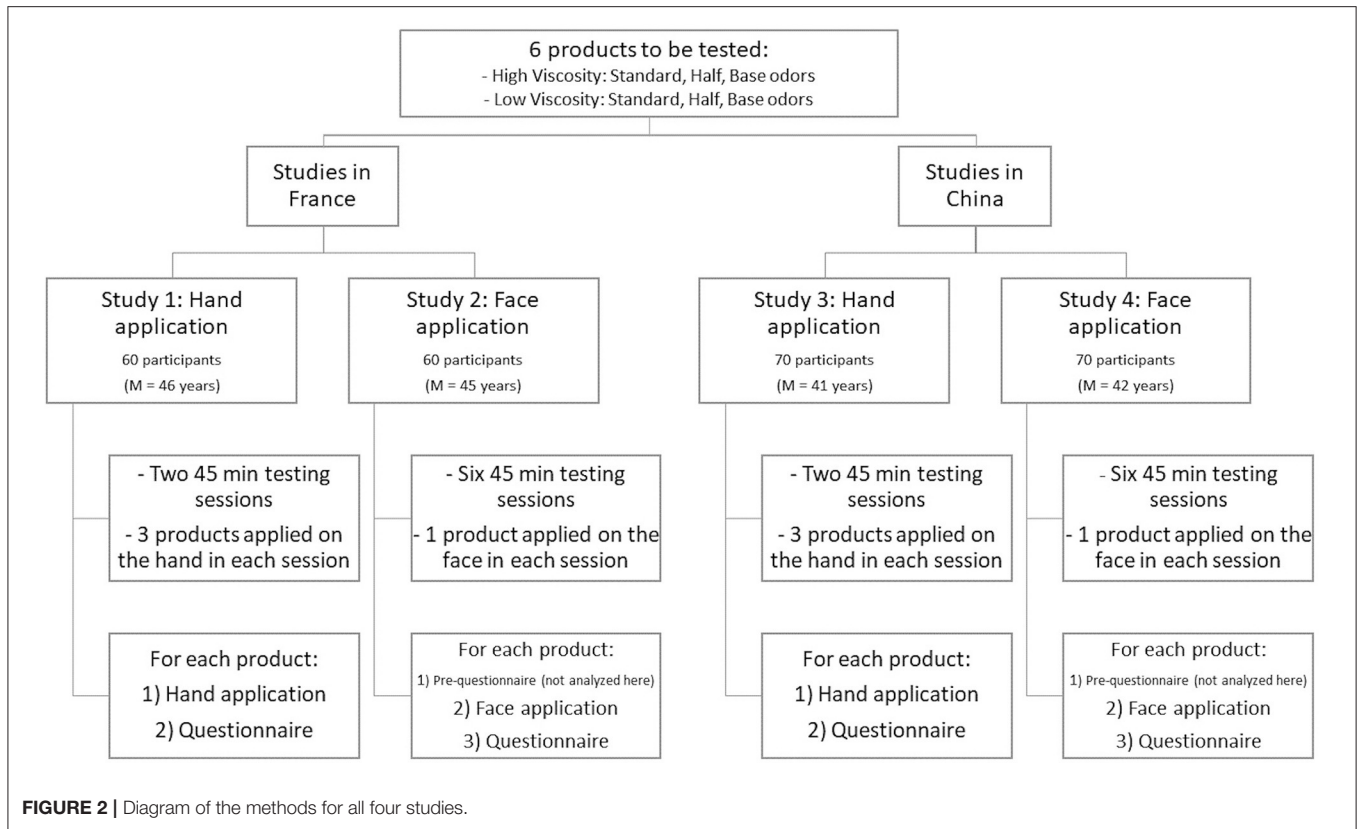 6 products to be tested:
- High Viscosity: Standard, Half, Base odors
- Low Viscosity: Standard, Half, Base odors
Studies in
France
Studies in
China
Study 1: Hand
application
60 participants
(M = 46 years)
Study 2: Face
application
60 participants
(M = 45 years)
Study 3: Hand
application
70 participants
(M = 41 years)
Study 4: Face
application
70 participants
(M = 42 years)
- Two 45 min testing
sessions
- 3 products applied on
the hand in each session
- Six 45 min testing
sessions
- 1 product applied on the
face in each session
- Two 45 min testing
sessions
- 3 products applied on
the hand in each session
- Six 45 min testing
sessions
- 1 product applied on the
face in each session
For each product:
1) Hand application
2) Questionnaire
For each product:
1) Pre-questionnaire (not analyzed here)
2) Face application
3) Questionnaire
For each product:
1) Hand application
2) Questionnaire
For each product:
1) Pre-questionnaire (not analyzed here)
2) Face application
3) Questionnaire
FIGURE 2 | Diagram of the methods for all four studies.